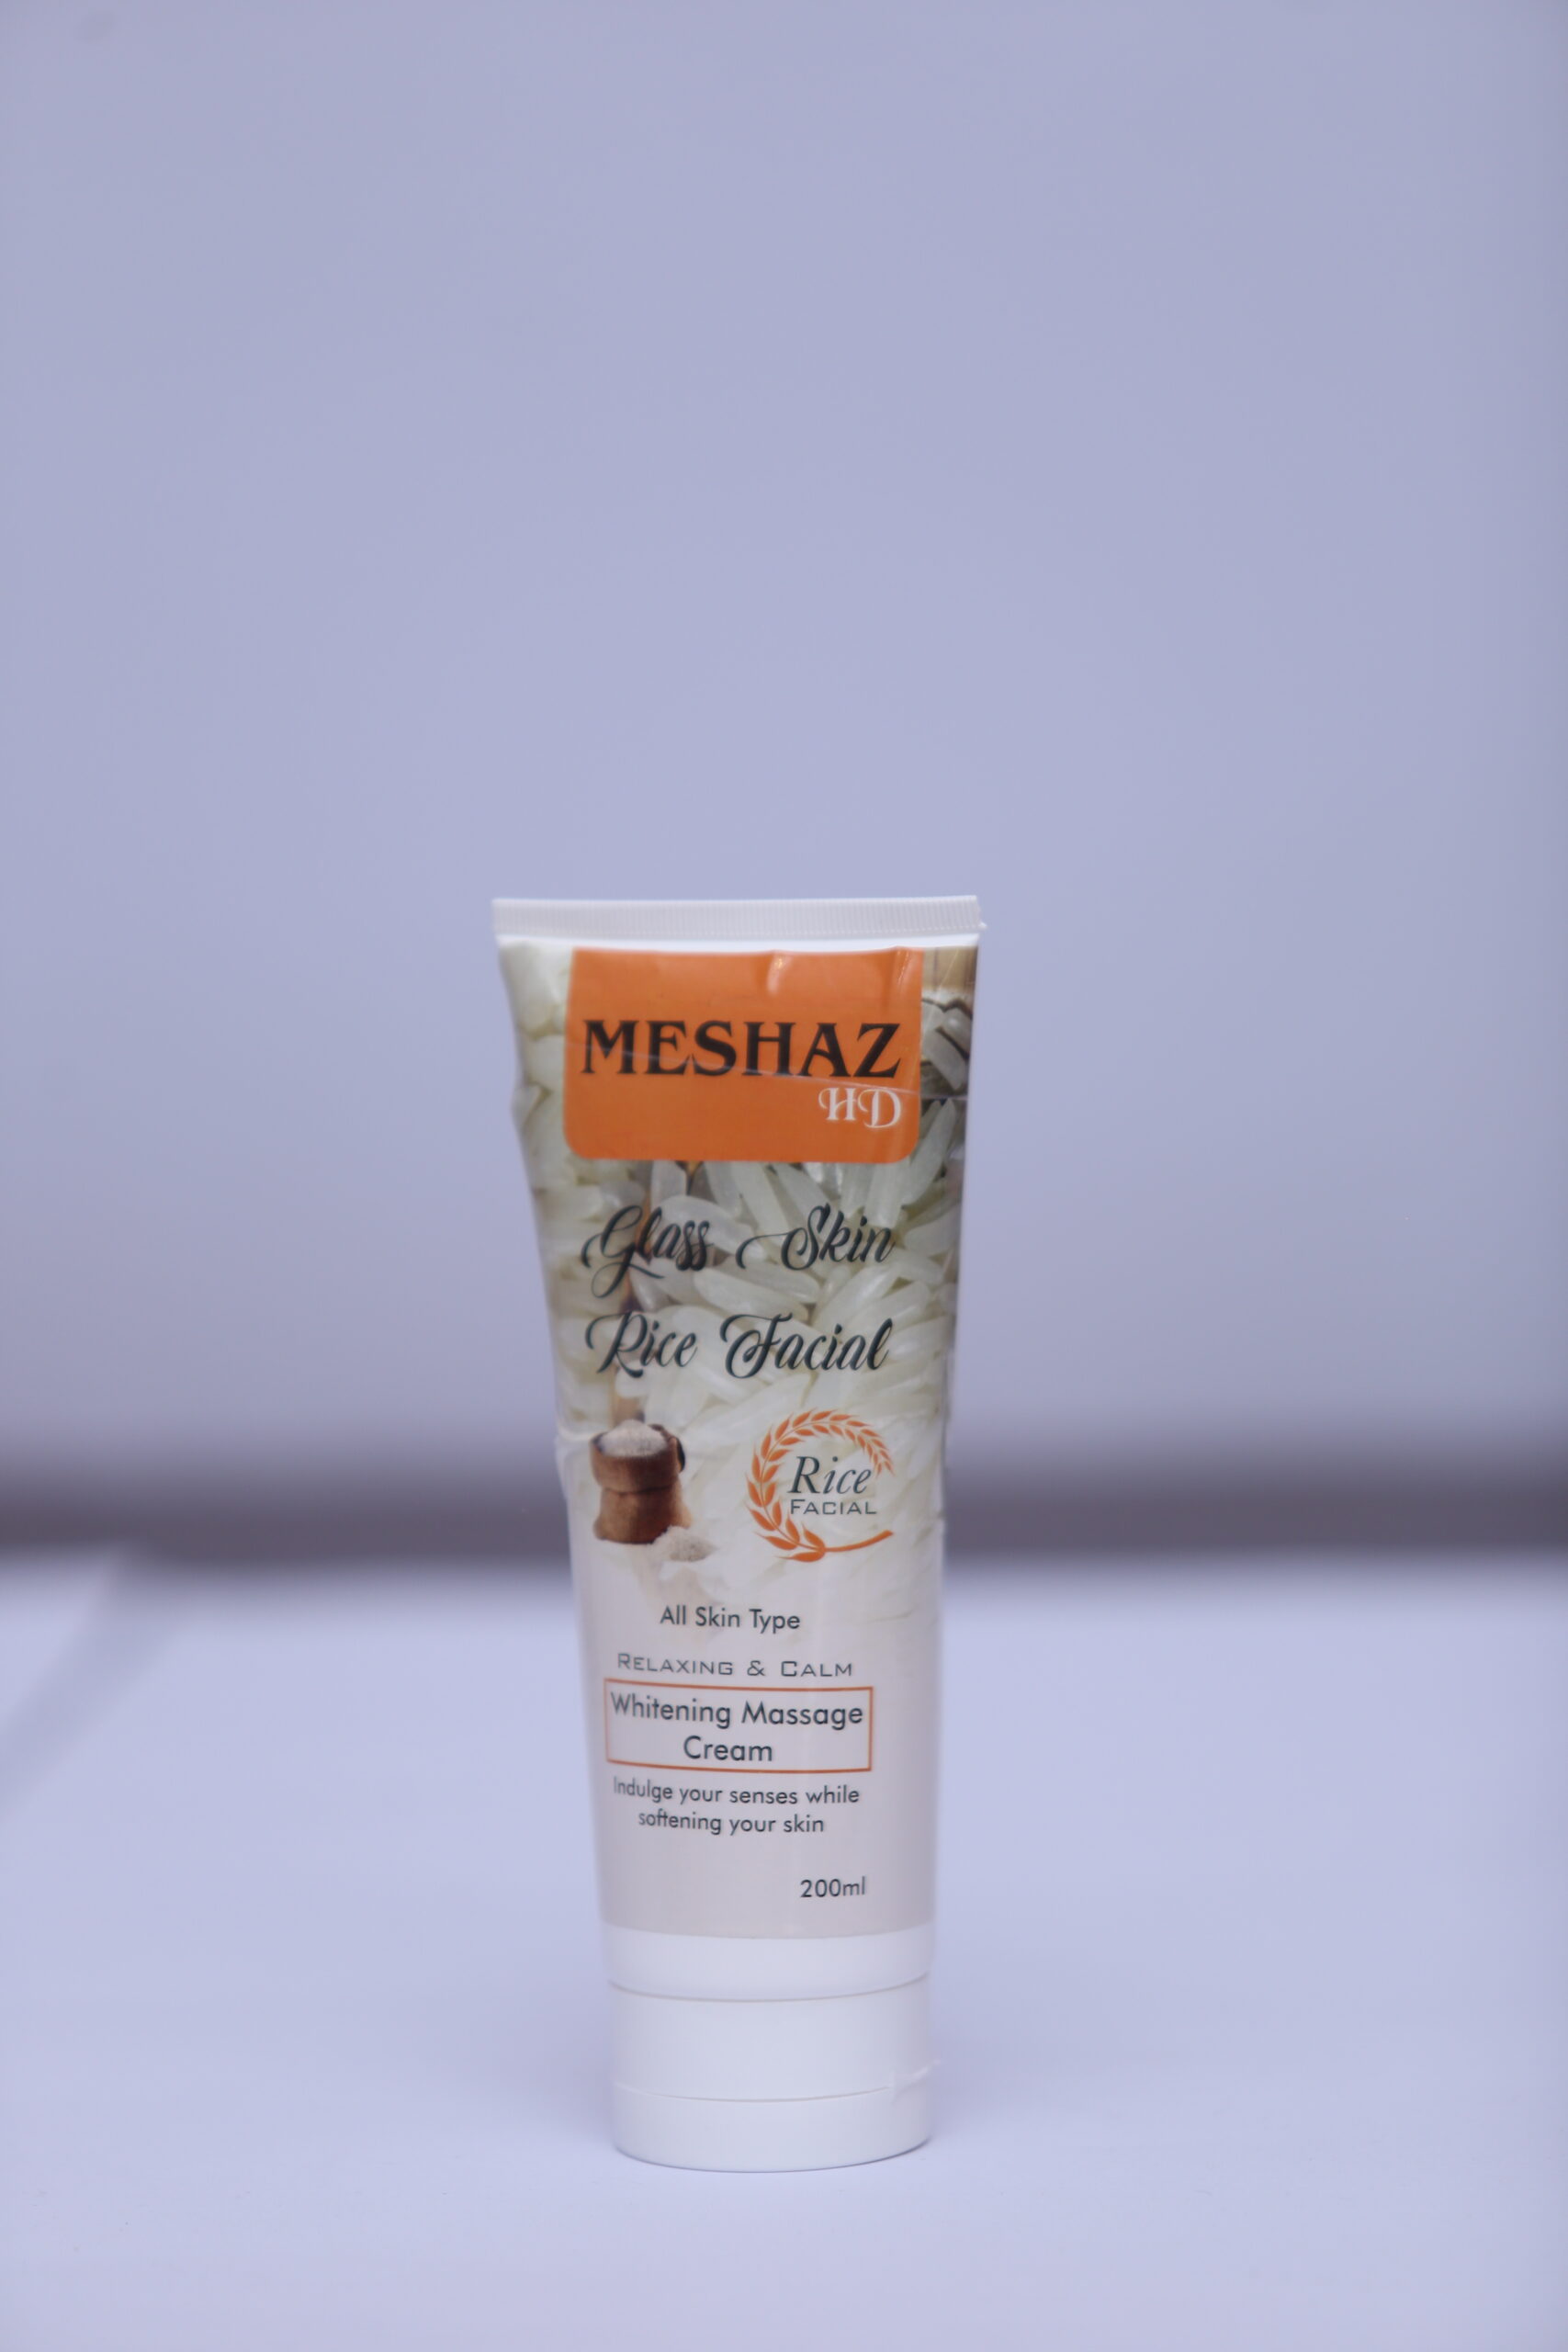 MESHAZ
HD
Glass Skin
Rice Facial
Rice
FACIAL
All Skin Type
RELAXING & CALM
Whitening Massage
Cream
Indulge your senses while
softening your skin
200ml